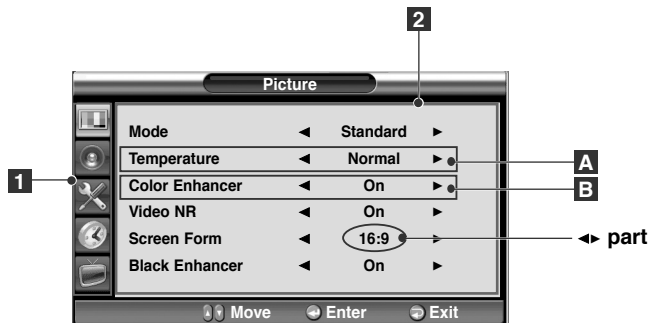 2
Picture
Mode ◄ Standard ►
Temperature ◄ Normal ► A
1
Color Enhancer ◄ On ► B
Video NR ◄ On ►
Screen Form ◄ 16:9 ► ◄► part
Black Enhancer ◄ On ►
Move Enter Exit